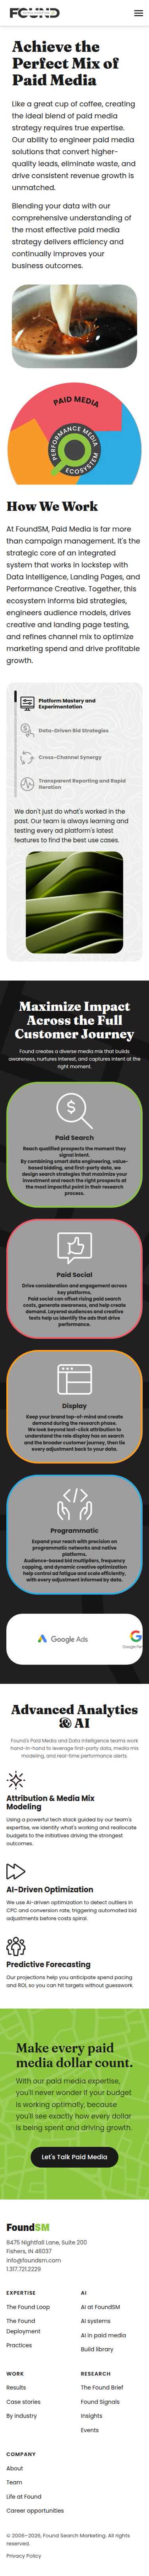 FOUND
Achieve the
Perfect Mix of
Paid Media
Like a great cup of coffee, creating
the ideal blend of paid media
strategy requires true expertise.
Our ability to engineer paid media
solutions that convert higher-
quality leads, eliminate waste, and
drive consistent revenue growth is
unmatched.
Blending your data with our
comprehensive understanding of
the most effective paid media
strategy delivers efficiency and
continually improves your
business outcomes.
PAID MEDIA
PERFORMANCE MEDIA
ECOSYSTEM
How We Work
At FoundSM, Paid Media is far more
than campaign management. It's the
strategic core of an integrated
system that works in lockstep with
Data Intelligence, Landing Pages, and
Performance Creative. Together, this
ecosystem informs bid strategies,
engineers audience models, drives
creative and landing page testing,
and refines channel mix to optimize
marketing spend and drive profitable
growth.
Platform Mastery and
Experimentation
Data-Driven Bid Strategies
Cross-Channel Synergy
Transparent Reporting and Rapid
Iteration
We don't just do what's worked in the
past. Our team is always learning and
testing every ad platform's latest
features to find the best use cases.
Maximize Impact
Across the Full
Customer Journey
Found creates a diverse media mix that builds
awareness, nurtures interest, and captures intent at the
right moment.
Paid Search
Reach qualified prospects the moment they
signal intent.
By combining smart data engineering, value-
based bidding, and first-party data, we
design search strategies that maximize your
investment and reach the right prospects at
the most impactful point in their research
process.
Paid Social
Drive consideration and engagement across
key platforms.
Paid social can offset rising paid search
costs, generate awareness, and help create
demand. Layered audiences and creative
tests help us identify the ads that drive
performance.
Display
Keep your brand top-of-mind and create
demand during the research phase.
We look beyond last-click attribution to
understand the role display has on search
and the broader customer journey, then tie
every adjustment back to your data.
Programmatic
Expand your reach with precision on
programmatic networks and native
platforms.
Audience-based bid multipliers, frequency
capping, and dynamic creative optimization
help control ad fatigue and scale efficiently,
with every adjustment informed by data.
Google Ads
Advanced Analytics
& AI
Found's Paid Media and Data Intelligence teams work
hand-in-hand to leverage first-party data, media mix
modeling, and real-time performance alerts.
Attribution & Media Mix
Modeling
Using a powerful tech stack guided by our team's
expertise, we identify what's working and reallocate
budgets to the initiatives driving the strongest
outcomes.
AI-Driven Optimization
We use AI-driven optimization to detect outliers in
CPC and conversion rate, triggering automated bid
adjustments before costs spiral.
Predictive Forecasting
Our projections help you anticipate spend pacing
and ROI, so you can hit targets without guesswork.
Make every paid
media dollar count.
With our paid media expertise,
you'll never wonder if your budget
is working optimally, because
you'll see exactly how every dollar
is being spent and driving growth.
Let's Talk Paid Media
FoundSM
8475 Nightfall Lane, Suite 200
Fishers, IN 46037
info@foundsm.com
1.317.721.2229
EXPERTISE
The Found Loop
The Found
Deployment
Practices
AI
AI at FoundSM
AI systems
AI in paid media
Build library
WORK
Results
Case stories
By industry
RESEARCH
The Found Brief
Found Signals
Insights
Events
COMPANY
About
Team
Life at Found
Career opportunities
© 2008–2026, Found Search Marketing. All rights
reserved.
Privacy Policy